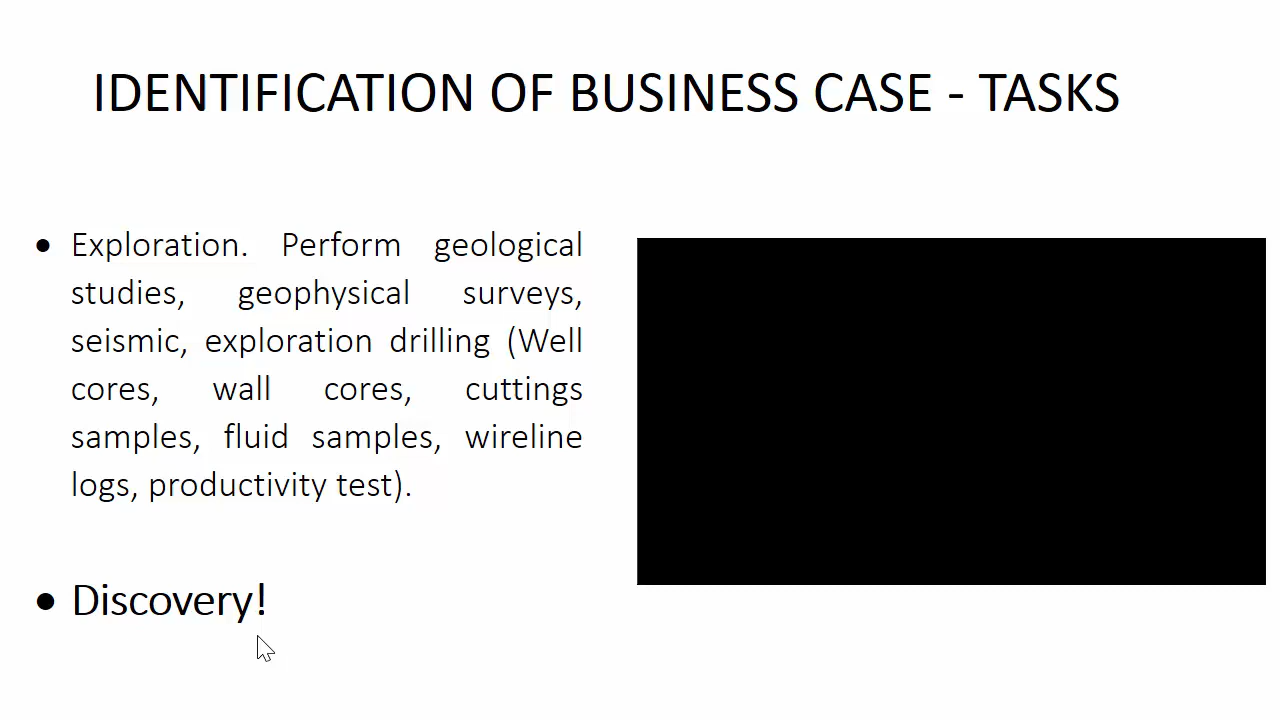 IDENTIFICATION OF BUSINESS CASE - TASKS
• Exploration. Perform geological
studies, geophysical surveys,
seismic, exploration drilling (Well
cores, wall cores, cuttings
samples, fluid samples, wireline
logs, productivity test).
• Discovery!